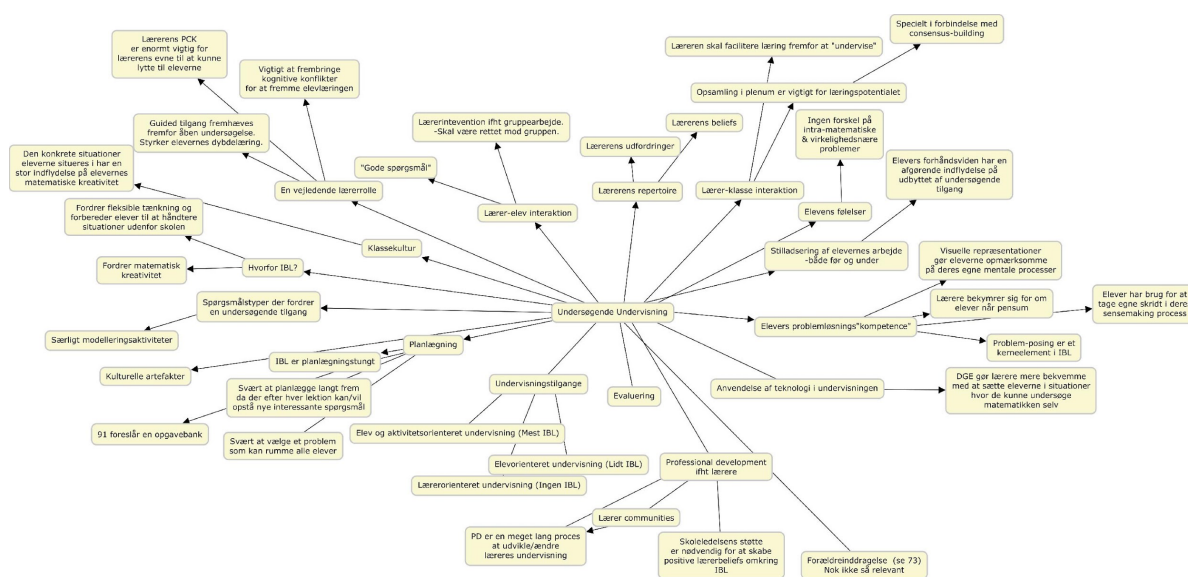 Lærerens PCK
er enormt vigtig for
lærerens evne til at kunne
lytte til eleverne
Vigtigt at frembringe
kognitive konflikter
for at fremme elevlæringen
Guided tilgang fremhæves
fremfor åben undersøgelse.
Styrker elevernes dybdelæring.
Den konkrete situationer
eleverne situeres i har en
stor indflydelse på elevernes
matematiske kreativitet
En vejledende lærerrolle
Fordrer fleksible tænkning og
forbereder elever til at håndtere
situationer udenfor skolen
Klassekultur
Hvorfor IBL?
Fordrer matematisk
kreativitet
Spørgsmålstyper der fordrer
en undersøgende tilgang
Særligt modelleringsaktiviteter
Kulturelle artefakter
Lærerintevention ifht gruppearbejde.
-Skal være rettet mod gruppen.
"Gode spørgsmål"
Lærer-elev interaktion
Lærerens beliefs
Lærerens udfordringer
Lærerens repertoire
Læreren skal facilitere læring fremfor at "undervise"
Specielt i forbindelse med
consensus-building
Opsamling i plenum er vigtigt for læringspotentialet
Lærer-klasse interaktion
Ingen forskel på
intra-matematiske
& virkelighedsnære
problemer
Elevens følelser
Elevers forhåndsviden har en
afgørende indflydelse på
udbyttet af undersøgende
tilgang
Stilladsering af elevernes arbejde
-både før og under
Undersøgende Undervisning
Visuelle repræsentationer
gør eleverne opmærksomme
på deres egne mentale processer
Lærere bekymrer sig for om
elever når pensum
Elever har brug for at
tage egne skridt i deres
sensemaking process
Elevers problemløsnings"kompetence"
Problem-posing er et
kerneelement i IBL
Anvendelse af teknologi i undervisningen
DGE gør lærere mere bekvemme
med at sætte eleverne i situationer
hvor de kunne undersøge
matematikken selv
Planlægning
IBL er planlægningstungt
Svært at planlægge langt frem
da der efter hver lektion kan/vil
opstå nye interessante spørgsmål
91 foreslår en opgavebank
Svært at vælge et problem
som kan rumme alle elever
Undervisningstilgange
Elev og aktivitetsorienteret undervisning (Mest IBL)
Elevorienteret undervisning (Lidt IBL)
Lærerorienteret undervisning (Ingen IBL)
Evaluering
Professional development
ifht lærere
Lærer communities
PD er en meget lang proces
at udvikle/ændre
læreres undervisning
Skoleledelsens støtte
er nødvendig for at skabe
positive lærerbeliefs omkring
IBL
Forældreinddragelse (se 73)
Nok ikke så relevant